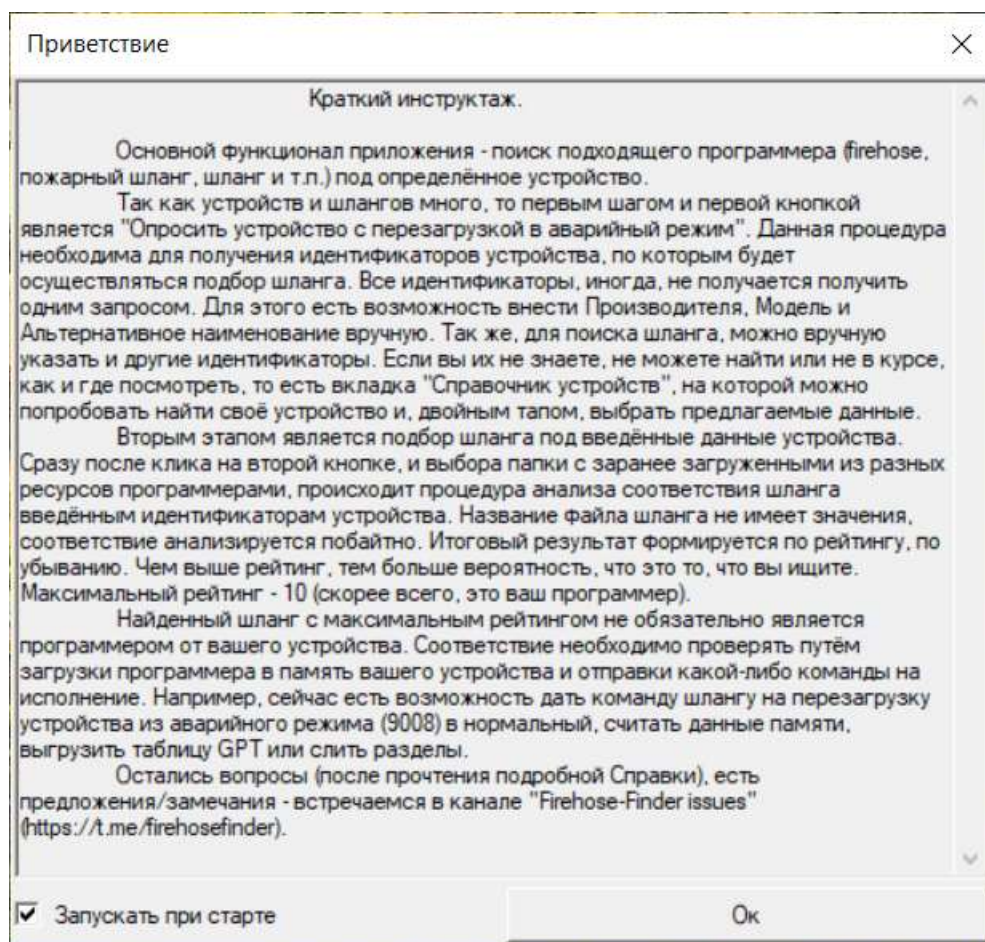 Приветствие
Краткий инструктаж.
Основной функционал приложения - поиск подходящего программера (firehose,
пожарный шланг, шланг и т.п.) под определённое устройство.
Так как устройств и шлангов много, то первым шагом и первой кнопкой
является "Опросить устройство с перезагрузкой в аварийный режим". Данная процедура
необходима для получения идентификаторов устройства, по которым будет
осуществляться подбор шланга. Все идентификаторы, иногда, не получается получить
одним запросом. Для этого есть возможность внести Производителя, Модель и
Альтернативное наименование вручную. Так же, для поиска шланга, можно вручную
указать и другие идентификаторы. Если вы их не знаете, не можете найти или не в курсе,
как и где посмотреть, то есть вкладка "Справочник устройств", на которой можно
попробовать найти своё устройство и, двойным тапом, выбрать предлагаемые данные.
Вторым этапом является подбор шланга под введённые данные устройства.
Сразу после клика на второй кнопке, и выбора папки с заранее загруженными из разных
ресурсов программерами, происходит процедура анализа соответствия шланга
введённым идентификаторам устройства. Название файла шланга не имеет значения,
соответствие анализируется побайтно. Итоговый результат формируется по рейтингу, по
убыванию. Чем выше рейтинг, тем больше вероятность, что это то, что вы ищите.
Максимальный рейтинг - 10 (скорее всего, это ваш программер).
Найденный шланг с максимальным рейтингом не обязательно является
программером от вашего устройства. Соответствие необходимо проверять путём
загрузки программера в память вашего устройства и отправки какой-либо команды на
исполнение. Например, сейчас есть возможность дать команду шлангу на перезагрузку
устройства из аварийного режима (9008) в нормальный, считать данные памяти,
выгрузить таблицу GPT или слить разделы.
Остались вопросы (после прочтения подробной Справки), есть
предложения/замечания - встречаемся в канале "Firehose-Finder issues"
(https://t.me/firehosefinder).
Запускать при старте
Ок